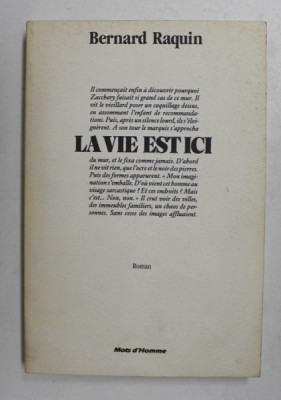 Bernard Raquin
Il commençait enfin à découvrir pourquoi
Zacchary faisait si grand cas de ce mur. Il
vit le vieillard poser un coquillage dessus,
en assommant l'enfant de recommanda-
tions. Puis, après un silence lourd, ils s'éloi-
gnèrent. A son tour le marquis s'approcha
LA VIE EST ICI
du mur, et le fixa comme jamais. D'abord
il ne vit rien, que l'ocre et le noir des pierres.
Puis des formes apparurent. « Mon imagi-
nation s'emballe. D'où vient cet homme au
visage sarcastique ? Et ces endroits ? Mais
c'est... Non, non. » Il crut voir des villes,
des immeubles familiers, un chaos de per-
sonnes. Sans cesse des images affluaient.
Roman
Mots d'Homme